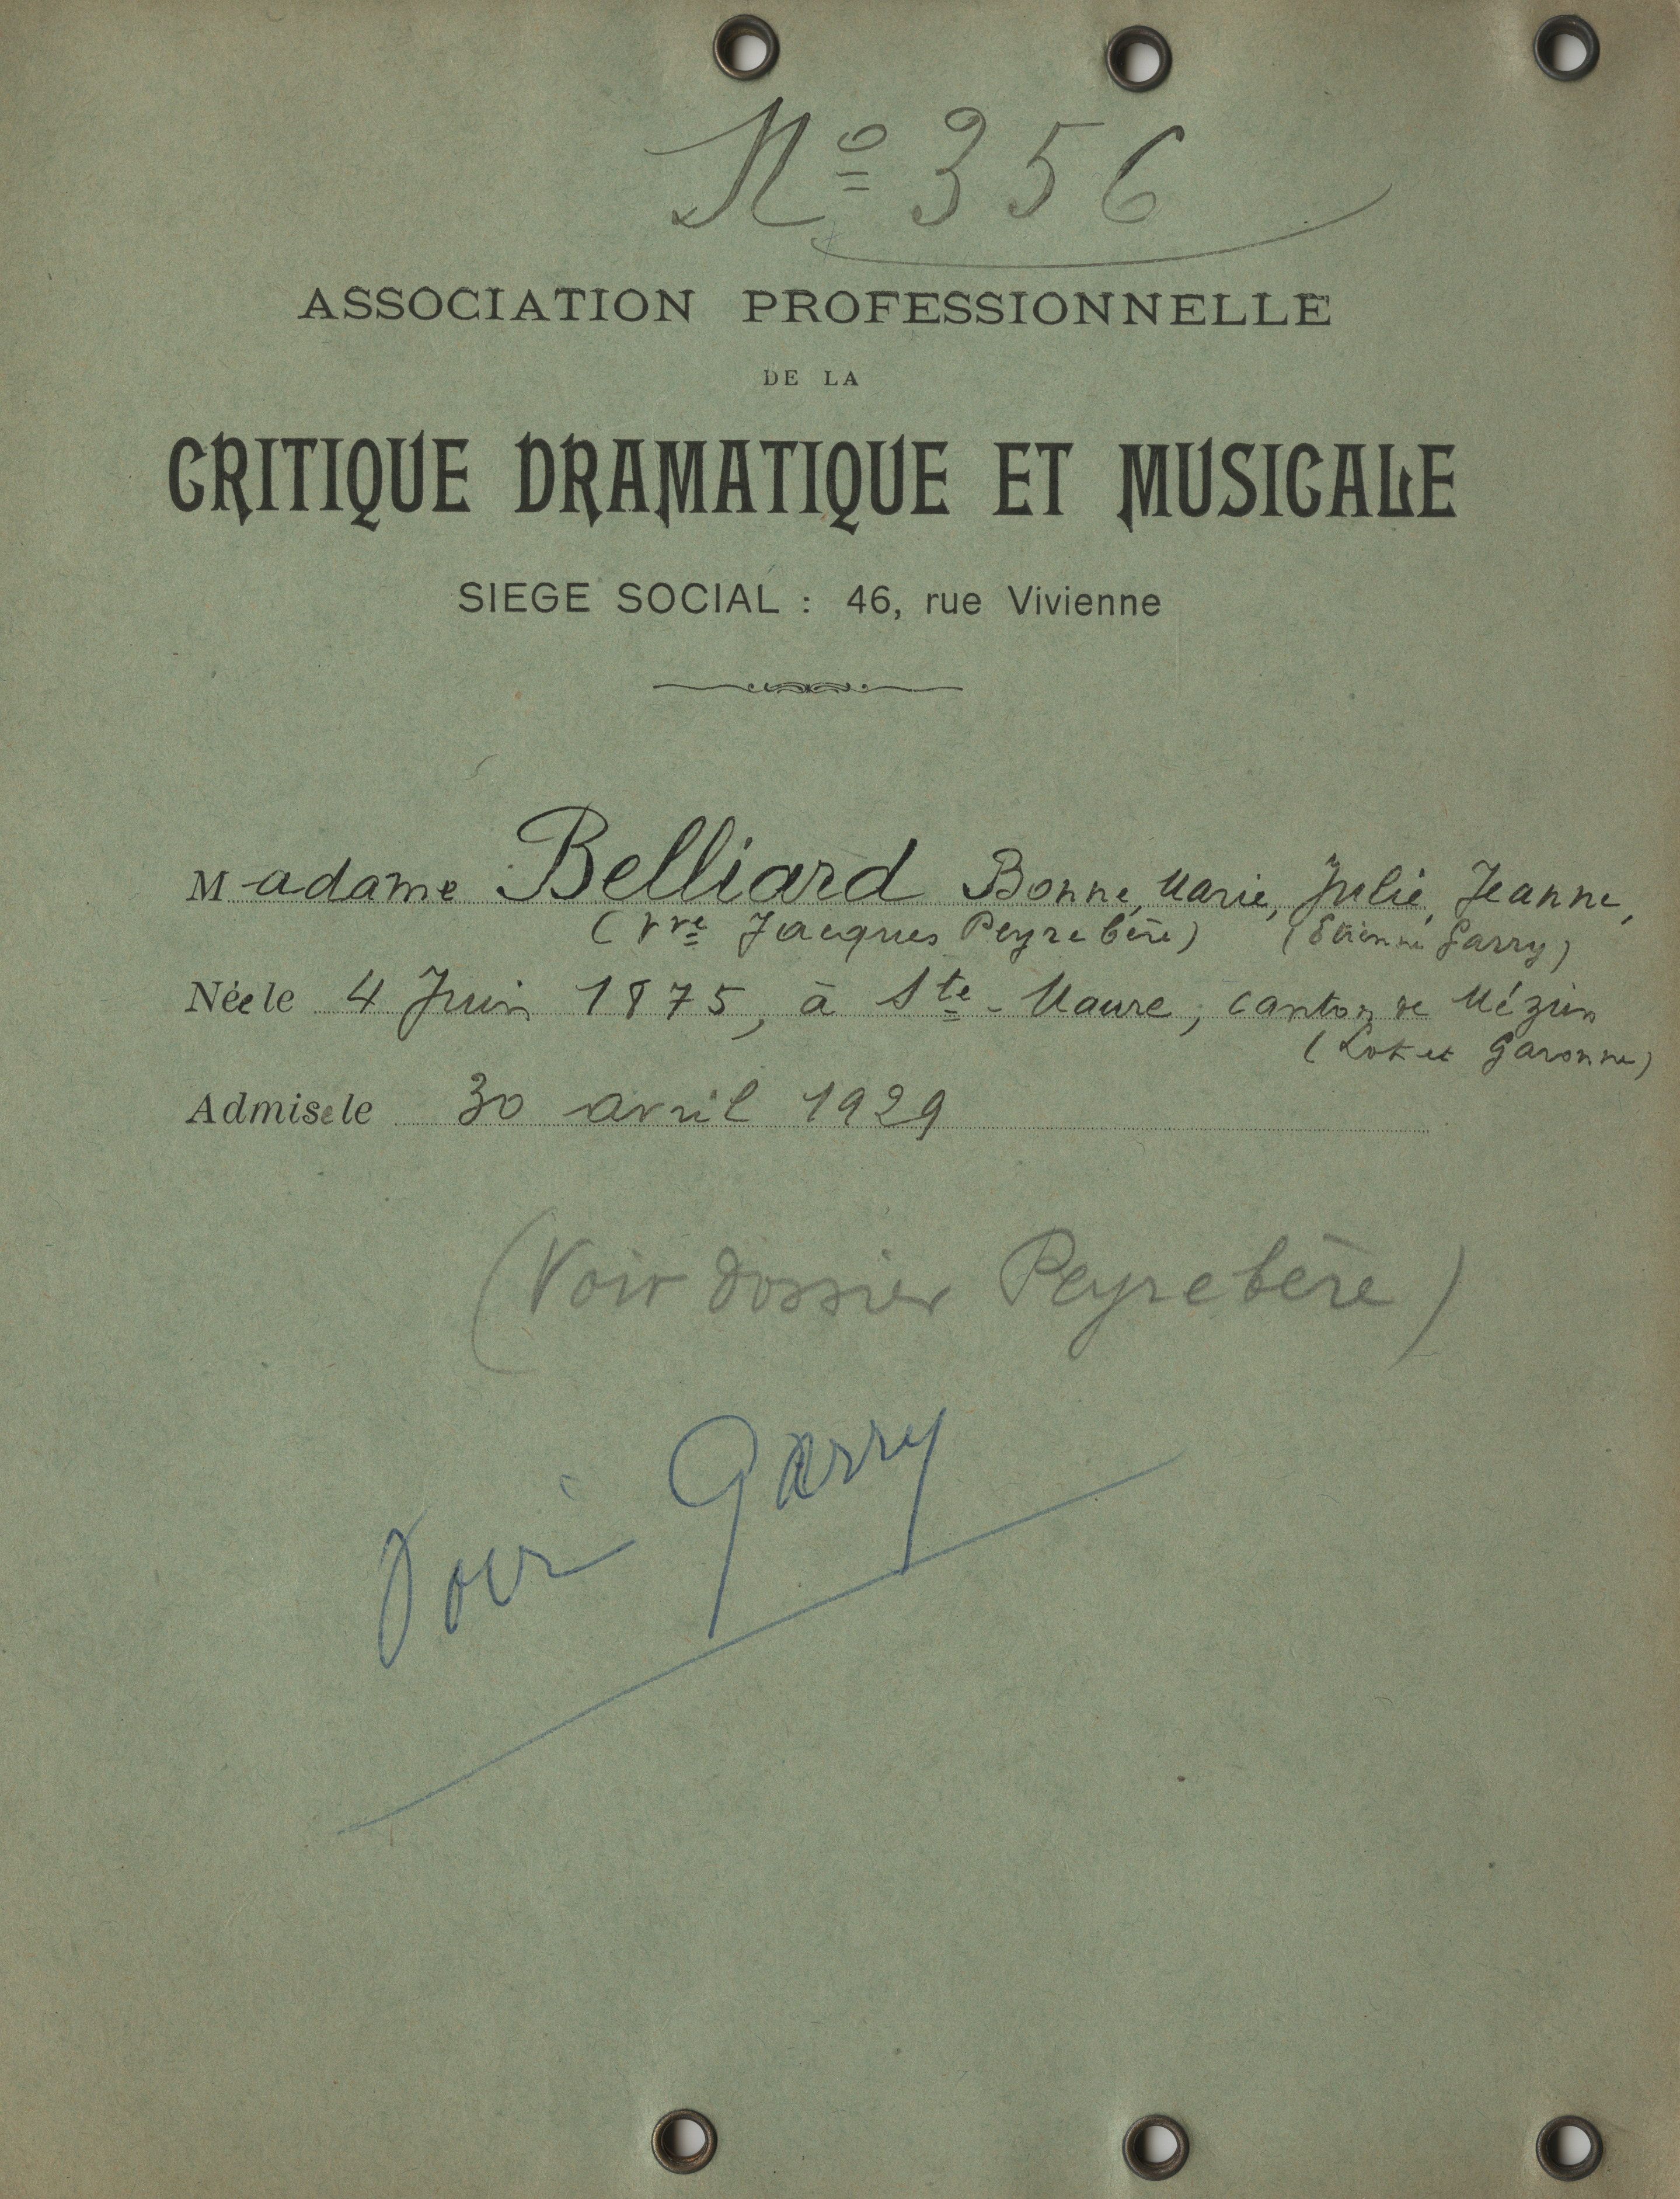 Nº 356
ASSOCIATION PROFESSIONNELLE
DE LA
CRITIQUE DRAMATIQUE ET MUSICALE
SIEGE SOCIAL : 46, rue Vivienne
Madame Belliard Bonne, Marie, Julie, Jeanne,
(Vve Jacques Peyrebère) (Etienne Garry)
Née le 4 Juin 1875, à Ste-Maure, canton de Mézin
(Lot et Garonne)
Admise le 30 avril 1929
(Voir dossier Peyrebère)
Voir Garry